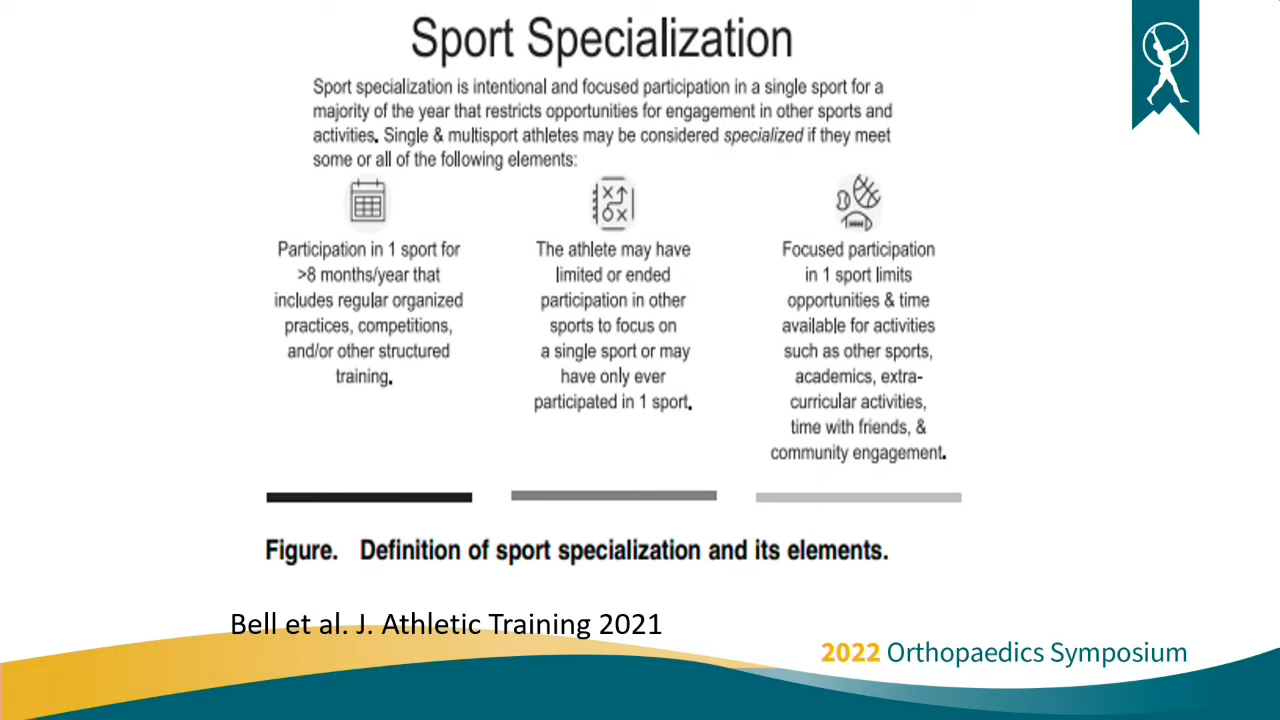 Sport Specialization
Sport specialization is intentional and focused participation in a single sport for a
majority of the year that restricts opportunities for engagement in other sports and
activities. Single & multisport athletes may be considered specialized if they meet
some or all of the following elements:
Participation in 1 sport for
>8 months/year that
includes regular organized
practices, competitions,
and/or other structured
training.
The athlete may have
limited or ended
participation in other
sports to focus on
a single sport or may
have only ever
participated in 1 sport.
Focused participation
in 1 sport limits
opportunities & time
available for activities
such as other sports,
academics, extra-
curricular activities,
time with friends, &
community engagement.
Figure. Definition of sport specialization and its elements.
Bell et al. J. Athletic Training 2021
2022 Orthopaedics Symposium